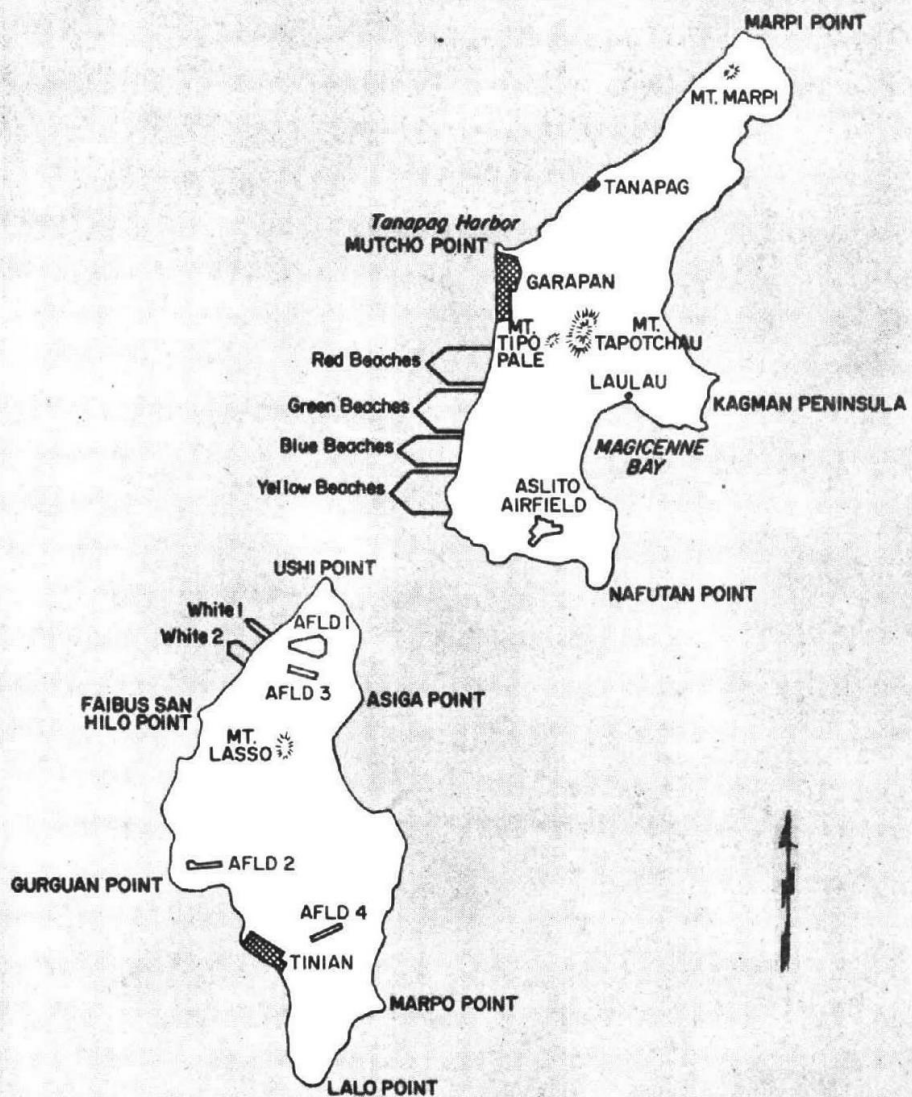 MARPI POINT
MT. MARPI
TANAPAG
Tanapag Harbor
MUTCHO POINT
GARAPAN
MT.
TIPO
PALE
MT.
TAPOTCHAU
Red Beaches
LAULAU
Green Beaches
KAGMAN PENINSULA
Blue Beaches
MAGICENNE
BAY
Yellow Beaches
ASLITO
AIRFIELD
USHI POINT
NAFUTAN POINT
White 1
AFLD 1
White 2
AFLD 3
ASIGA POINT
FAIBUS SAN
HILO POINT
MT.
LASSO
AFLD 2
GURGUAN POINT
AFLD 4
TINIAN
MARPO POINT
LALO POINT